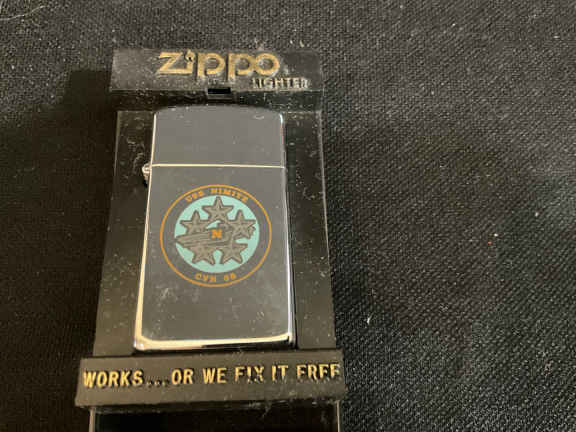 Zippo
LIGHTER
USS NIMITZ
N
CVN 68
WORKS...OR WE FIX IT FREE